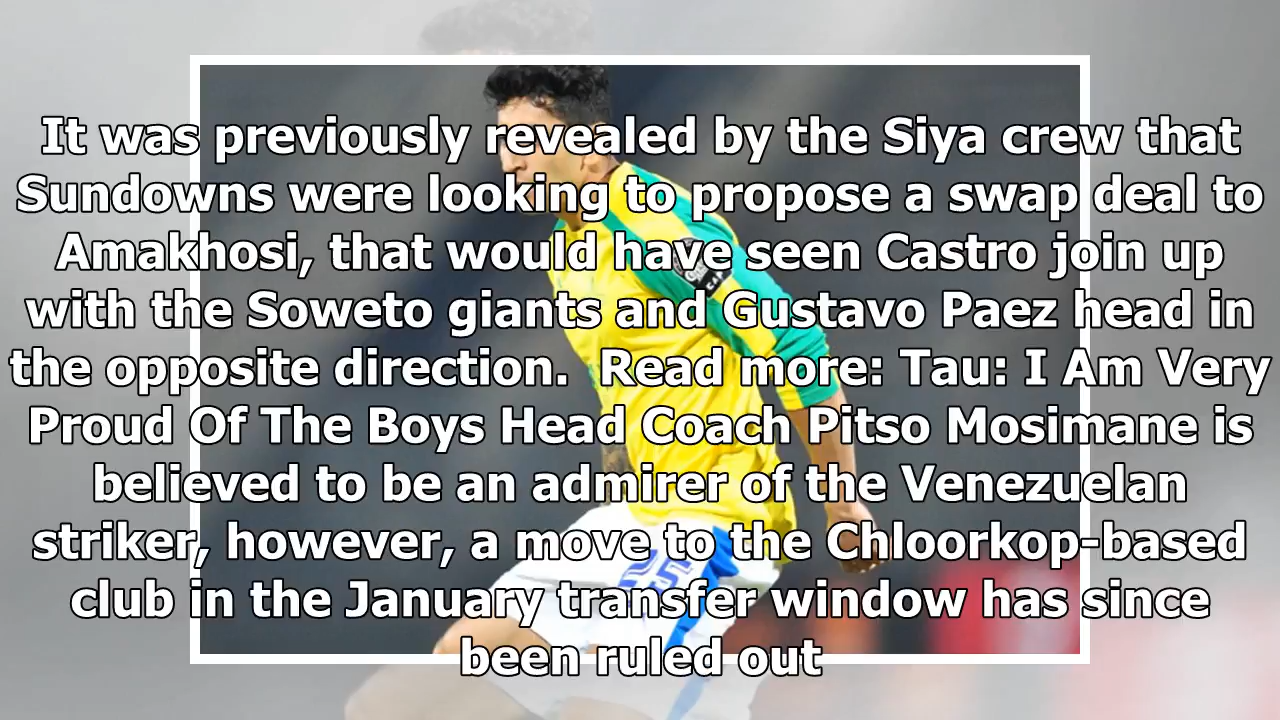 It was previously revealed by the Siya crew that
Sundowns were looking to propose a swap deal to
Amakhosi, that would have seen Castro join up
with the Soweto giants and Gustavo Paez head in
the opposite direction.  Read more: Tau: I Am Very
Proud Of The Boys Head Coach Pitso Mosimane is
believed to be an admirer of the Venezuelan
striker, however, a move to the Chloorkop-based
club in the January transfer window has since
been ruled out
25